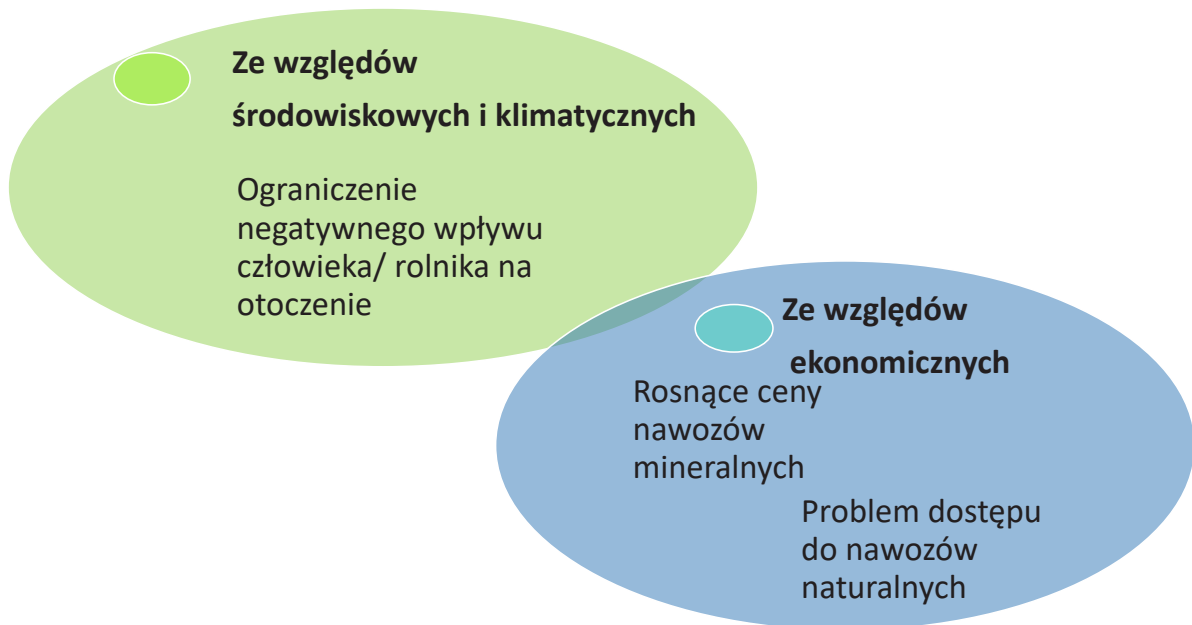 Ze względów
środowiskowych i klimatycznych
Ograniczenie
negatywnego wpływu
człowieka/ rolnika na
otoczenie
Ze względów
ekonomicznych
Rosnące ceny
nawozów
mineralnych
Problem dostępu
do nawozów
naturalnych